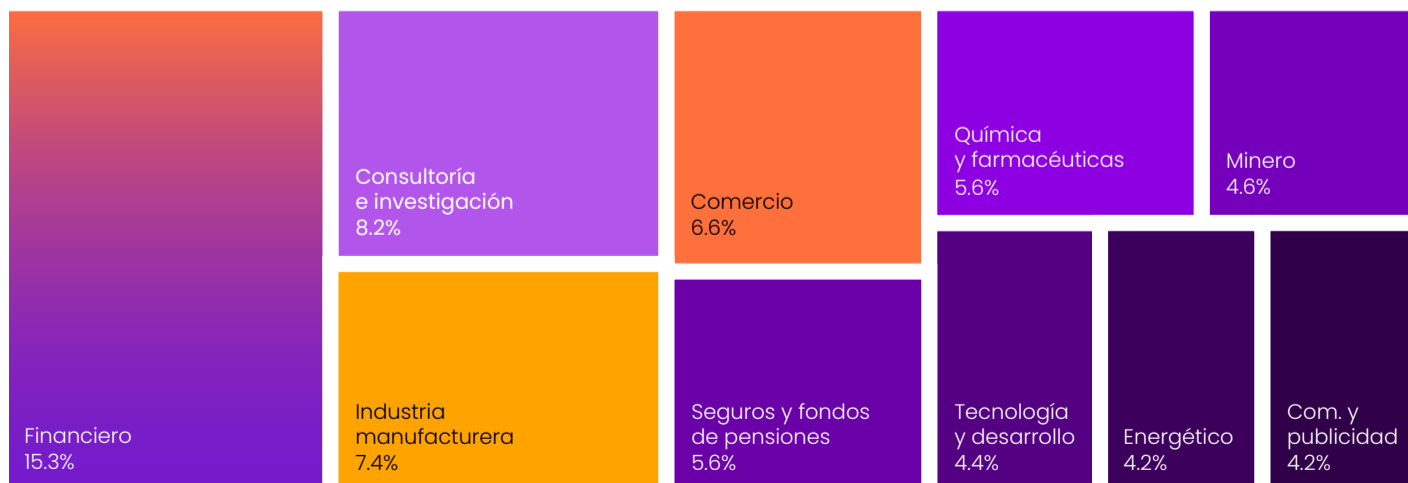 Financiero
15.3%
Consultoría
e investigación
8.2%
Industria
manufacturera
7.4%
Comercio
6.6%
Seguros y fondos
de pensiones
5.6%
Química
y farmacéuticas
5.6%
Minero
4.6%
Tecnología
y desarrollo
4.4%
Energético
4.2%
Com. y
publicidad
4.2%